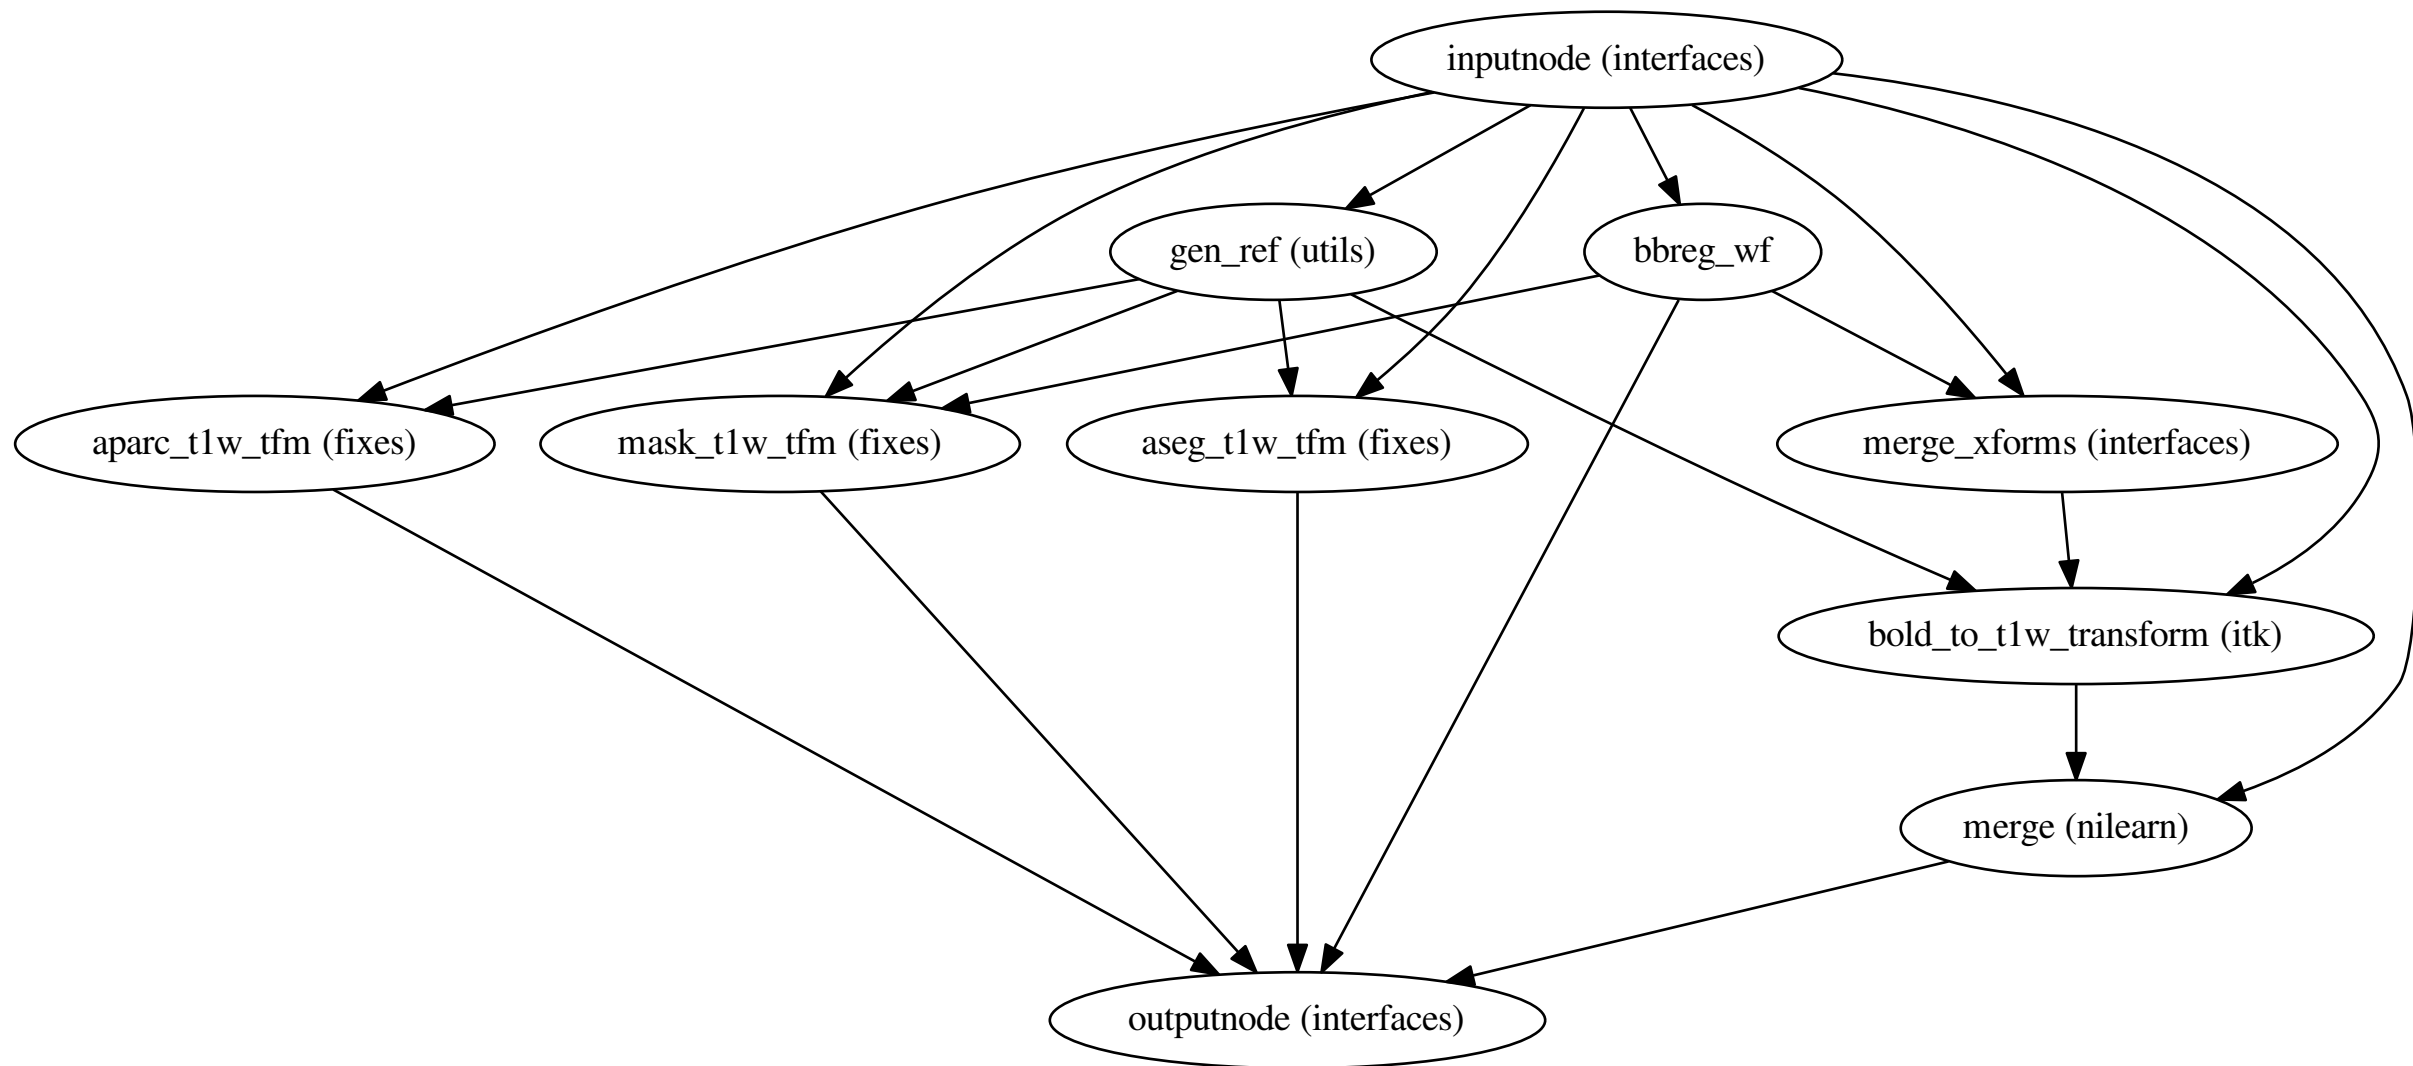 inputnode (interfaces)
gen_ref (utils)
bbreg_wf
aparc_t1w_tfm (fixes)
mask_t1w_tfm (fixes)
aseg_t1w_tfm (fixes)
merge_xforms (interfaces)
bold_to_t1w_transform (itk)
merge (nilearn)
outputnode (interfaces)